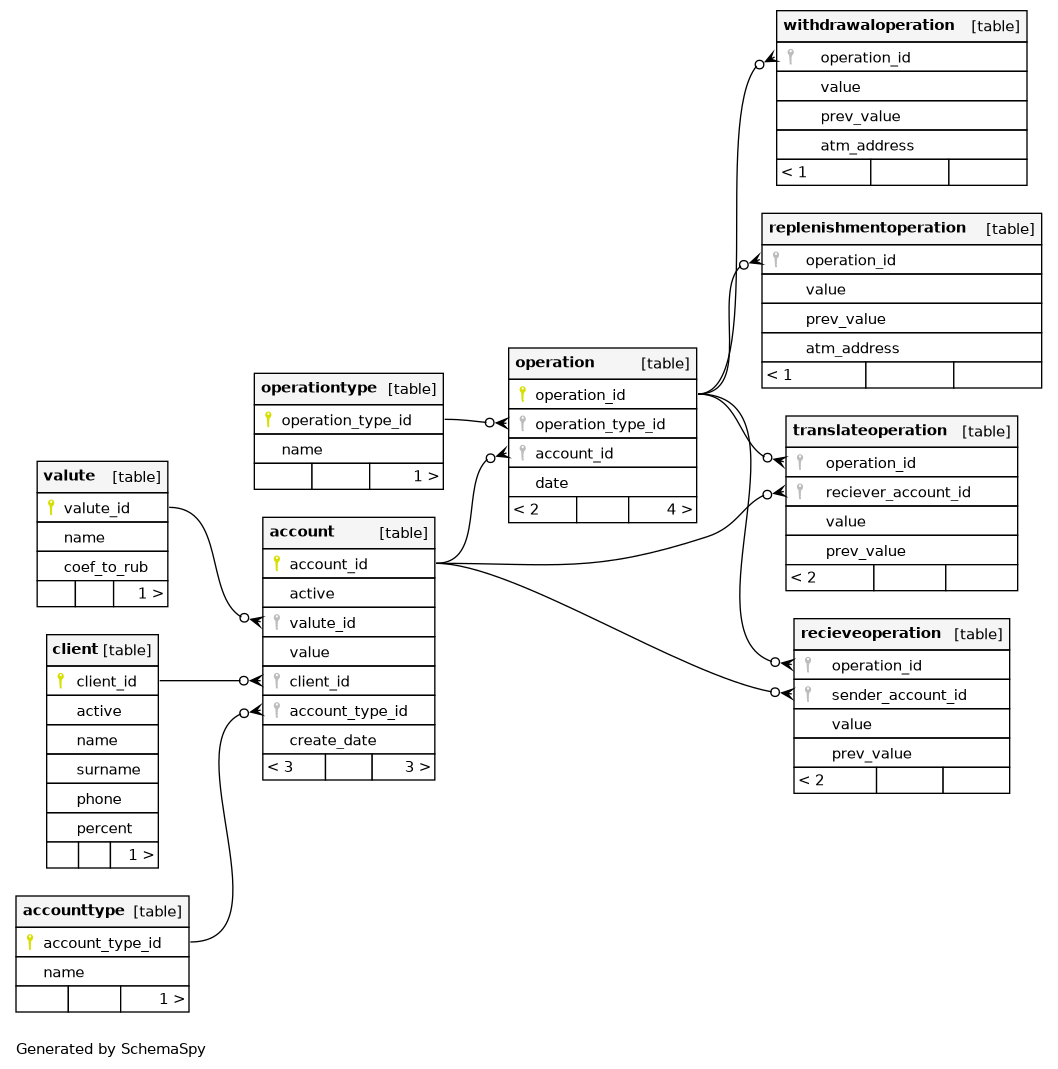 withdrawaloperation [table]
operation_id
value
prev_value
atm_address
< 1
replenishmentoperation [table]
operation_id
value
prev_value
atm_address
< 1
operation [table]
operation_id
operation_type_id
account_id
date
< 2 4 >
operationtype [table]
operation_type_id
name
1 >
translateoperation [table]
operation_id
reciever_account_id
value
prev_value
< 2
valute [table]
valute_id
name
coef_to_rub
1 >
account [table]
account_id
active
valute_id
value
client_id
account_type_id
create_date
< 3 3 >
recieveoperation [table]
operation_id
sender_account_id
value
prev_value
< 2
client [table]
client_id
active
name
surname
phone
percent
1 >
accounttype [table]
account_type_id
name
1 >
Generated by SchemaSpy